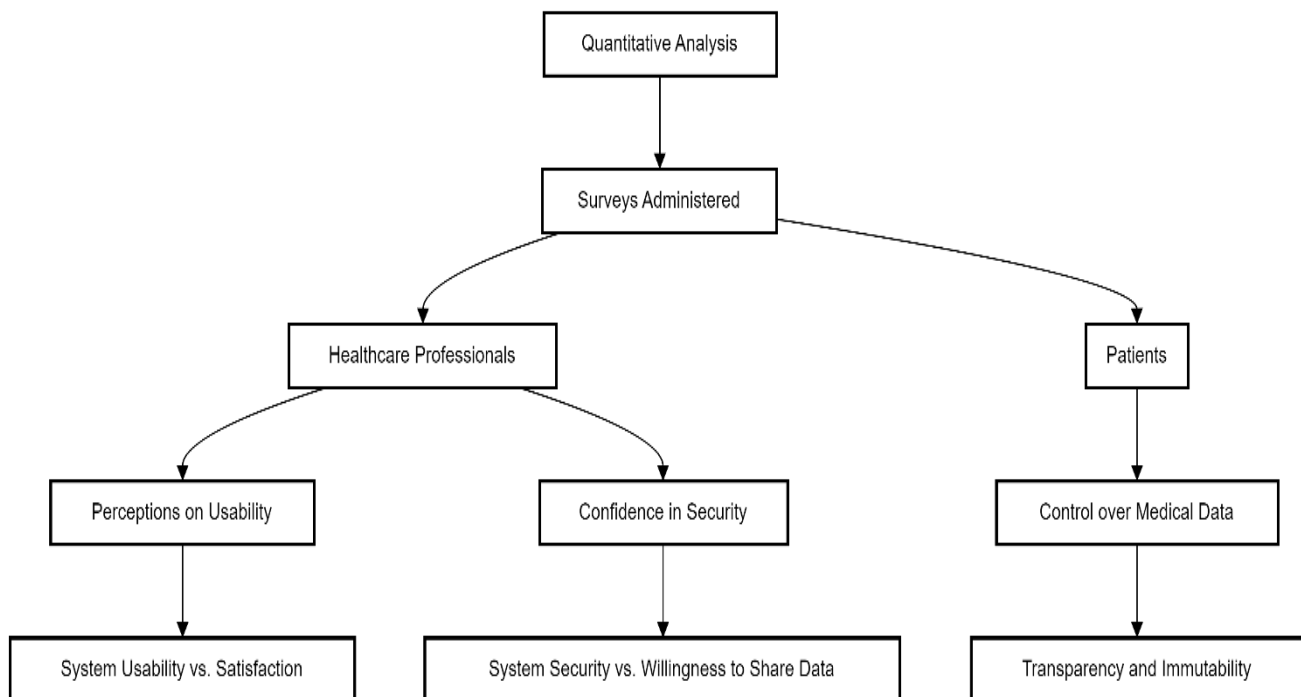 Quantitative Analysis
Surveys Administered
Healthcare Professionals
Patients
Perceptions on Usability
Confidence in Security
Control over Medical Data
System Usability vs. Satisfaction
System Security vs. Willingness to Share Data
Transparency and Immutability